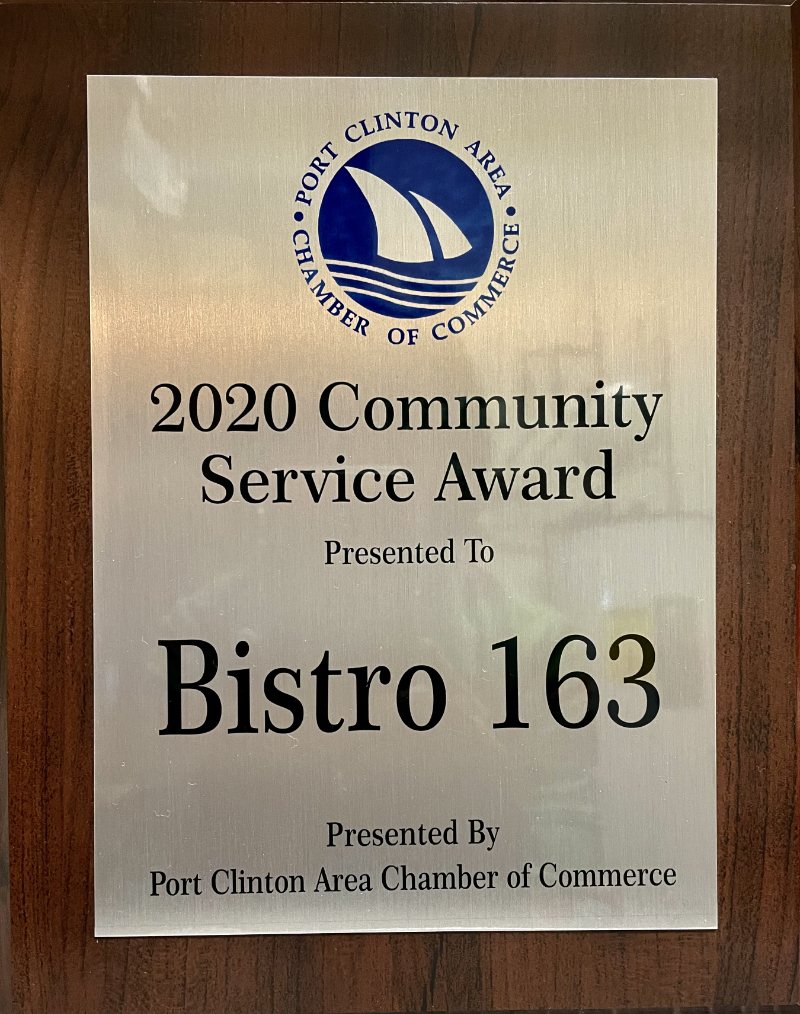 PORT CLINTON AREA
• CHAMBER OF COMMERCE •
2020 Community
Service Award
Presented To
Bistro 163
Presented By
Port Clinton Area Chamber of Commerce